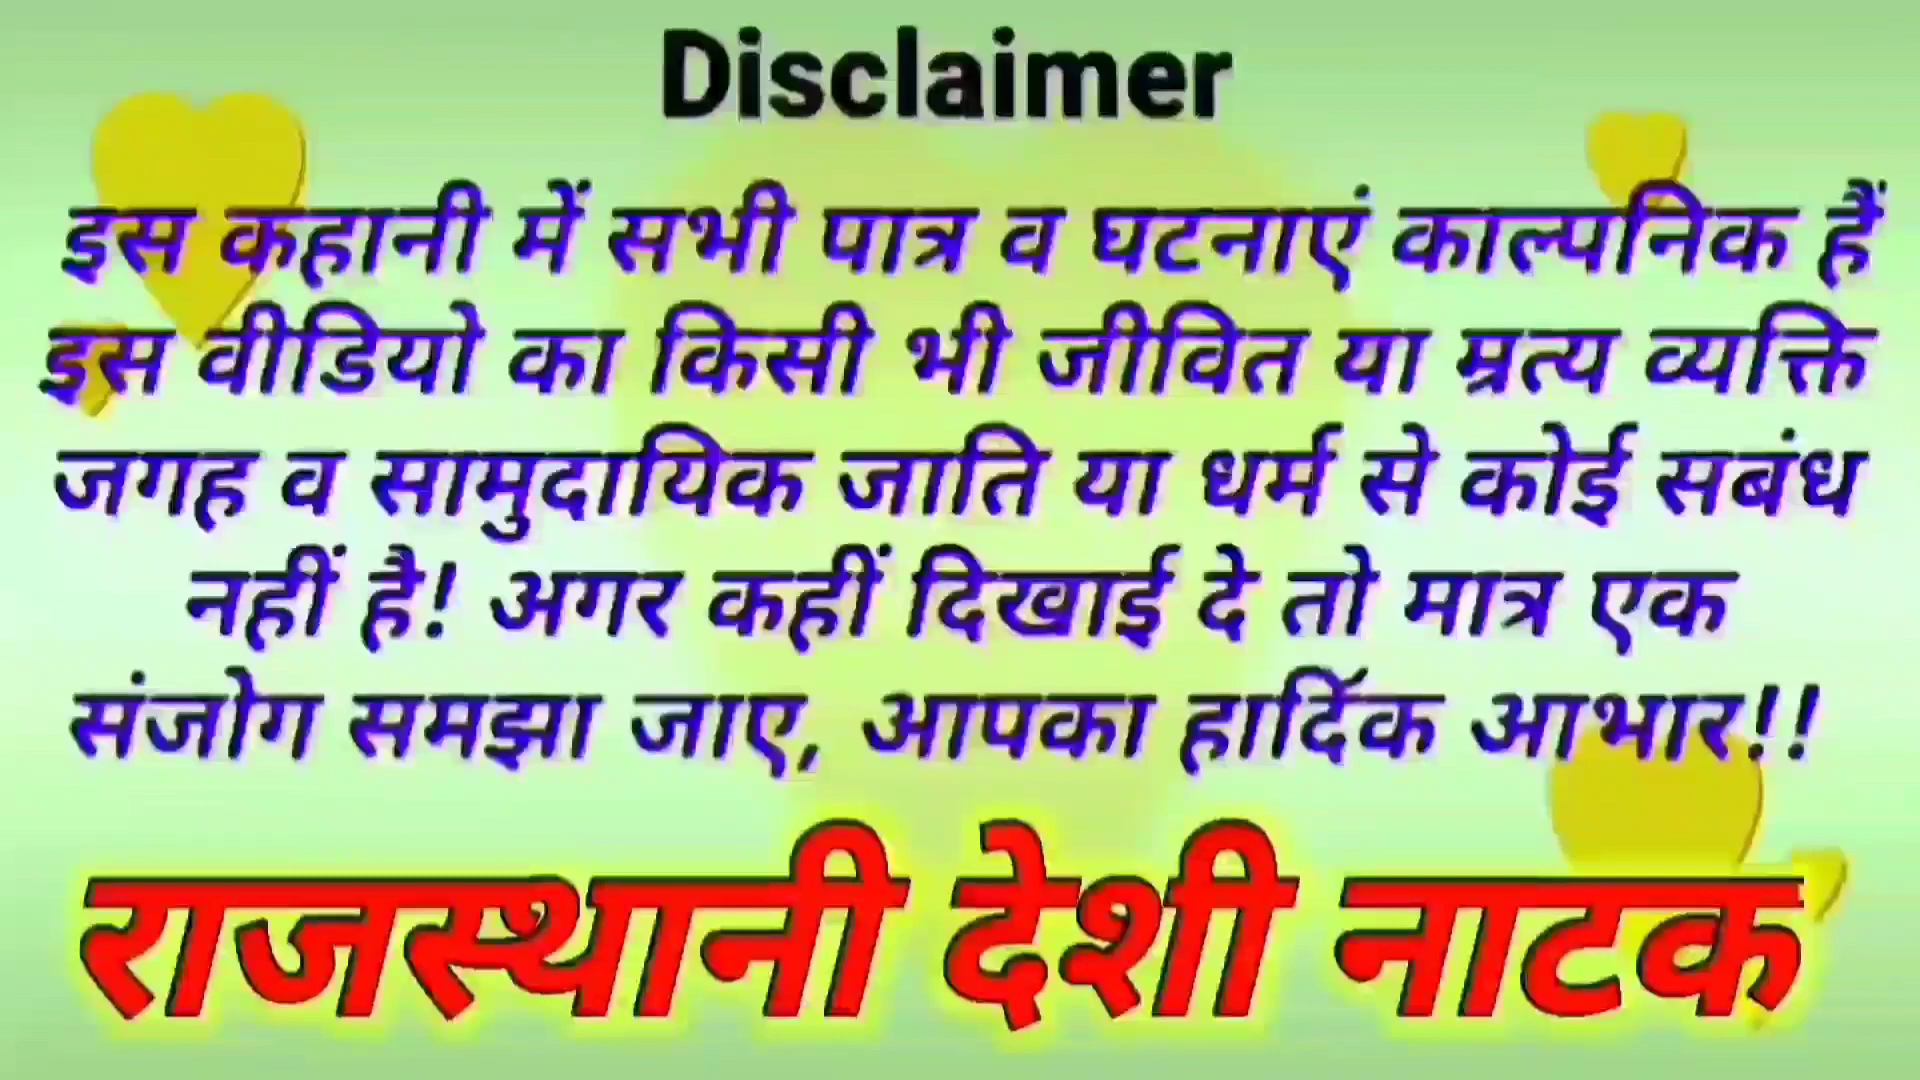 Disclaimer
इस कहानी में सभी पात्र व घटनाएं काल्पनिक हैं
इस वीडियो का किसी भी जीवित या म्रत्य व्यक्ति
जगह व सामुदायिक जाति या धर्म से कोई सबंध
नहीं है! अगर कहीं दिखाई दे तो मात्र एक
संजोग समझा जाए, आपका हार्दिक आभार!!
राजस्थानी देशी नाटक